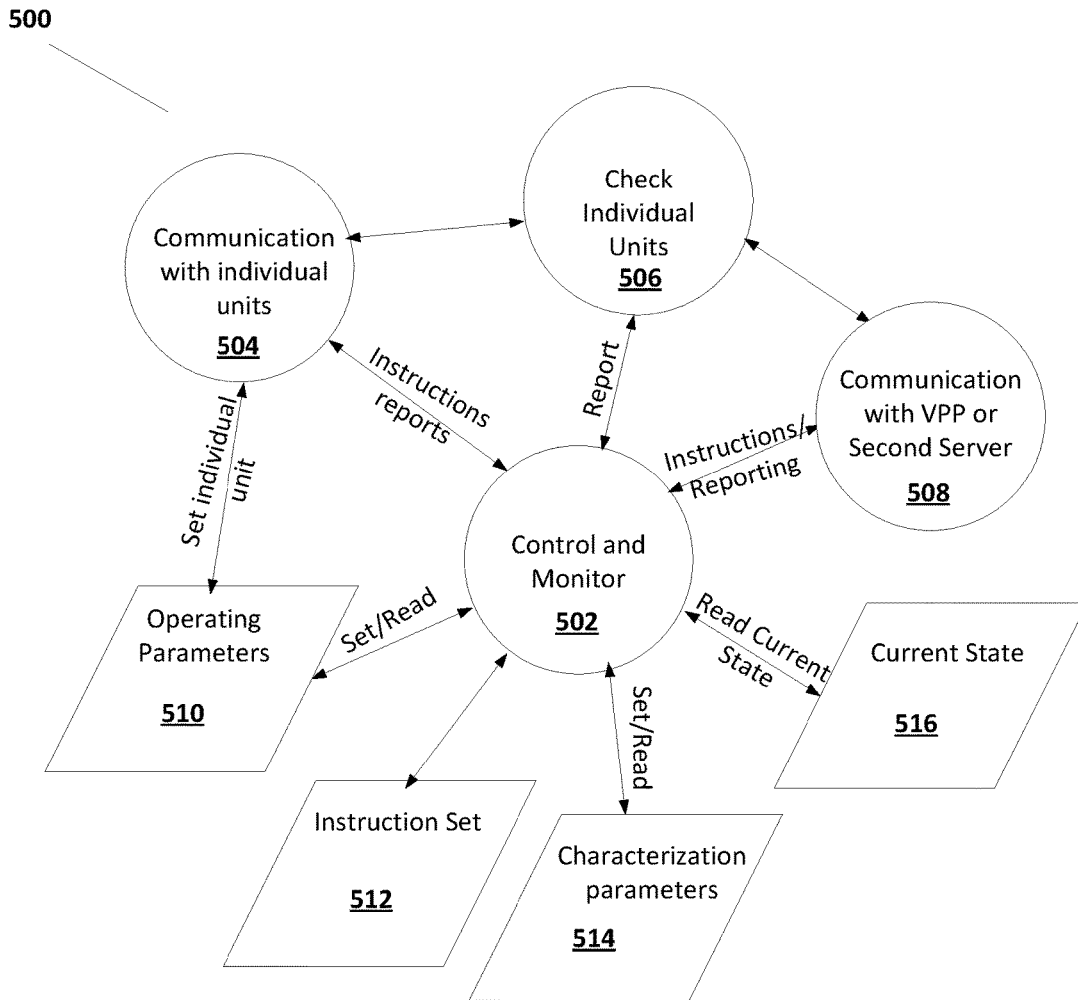 500
Check
Individual
Units
506
Communication
with individual
units
504
Communication
with VPP or
Second Server
508
Instructions
reports
Report
Instructions/
Reporting
Set individual
unit
Control and
Monitor
502
Operating
Parameters
510
Set/Read
Read Current
State
Current State
516
Set/Read
Instruction Set
512
Characterization
parameters
514